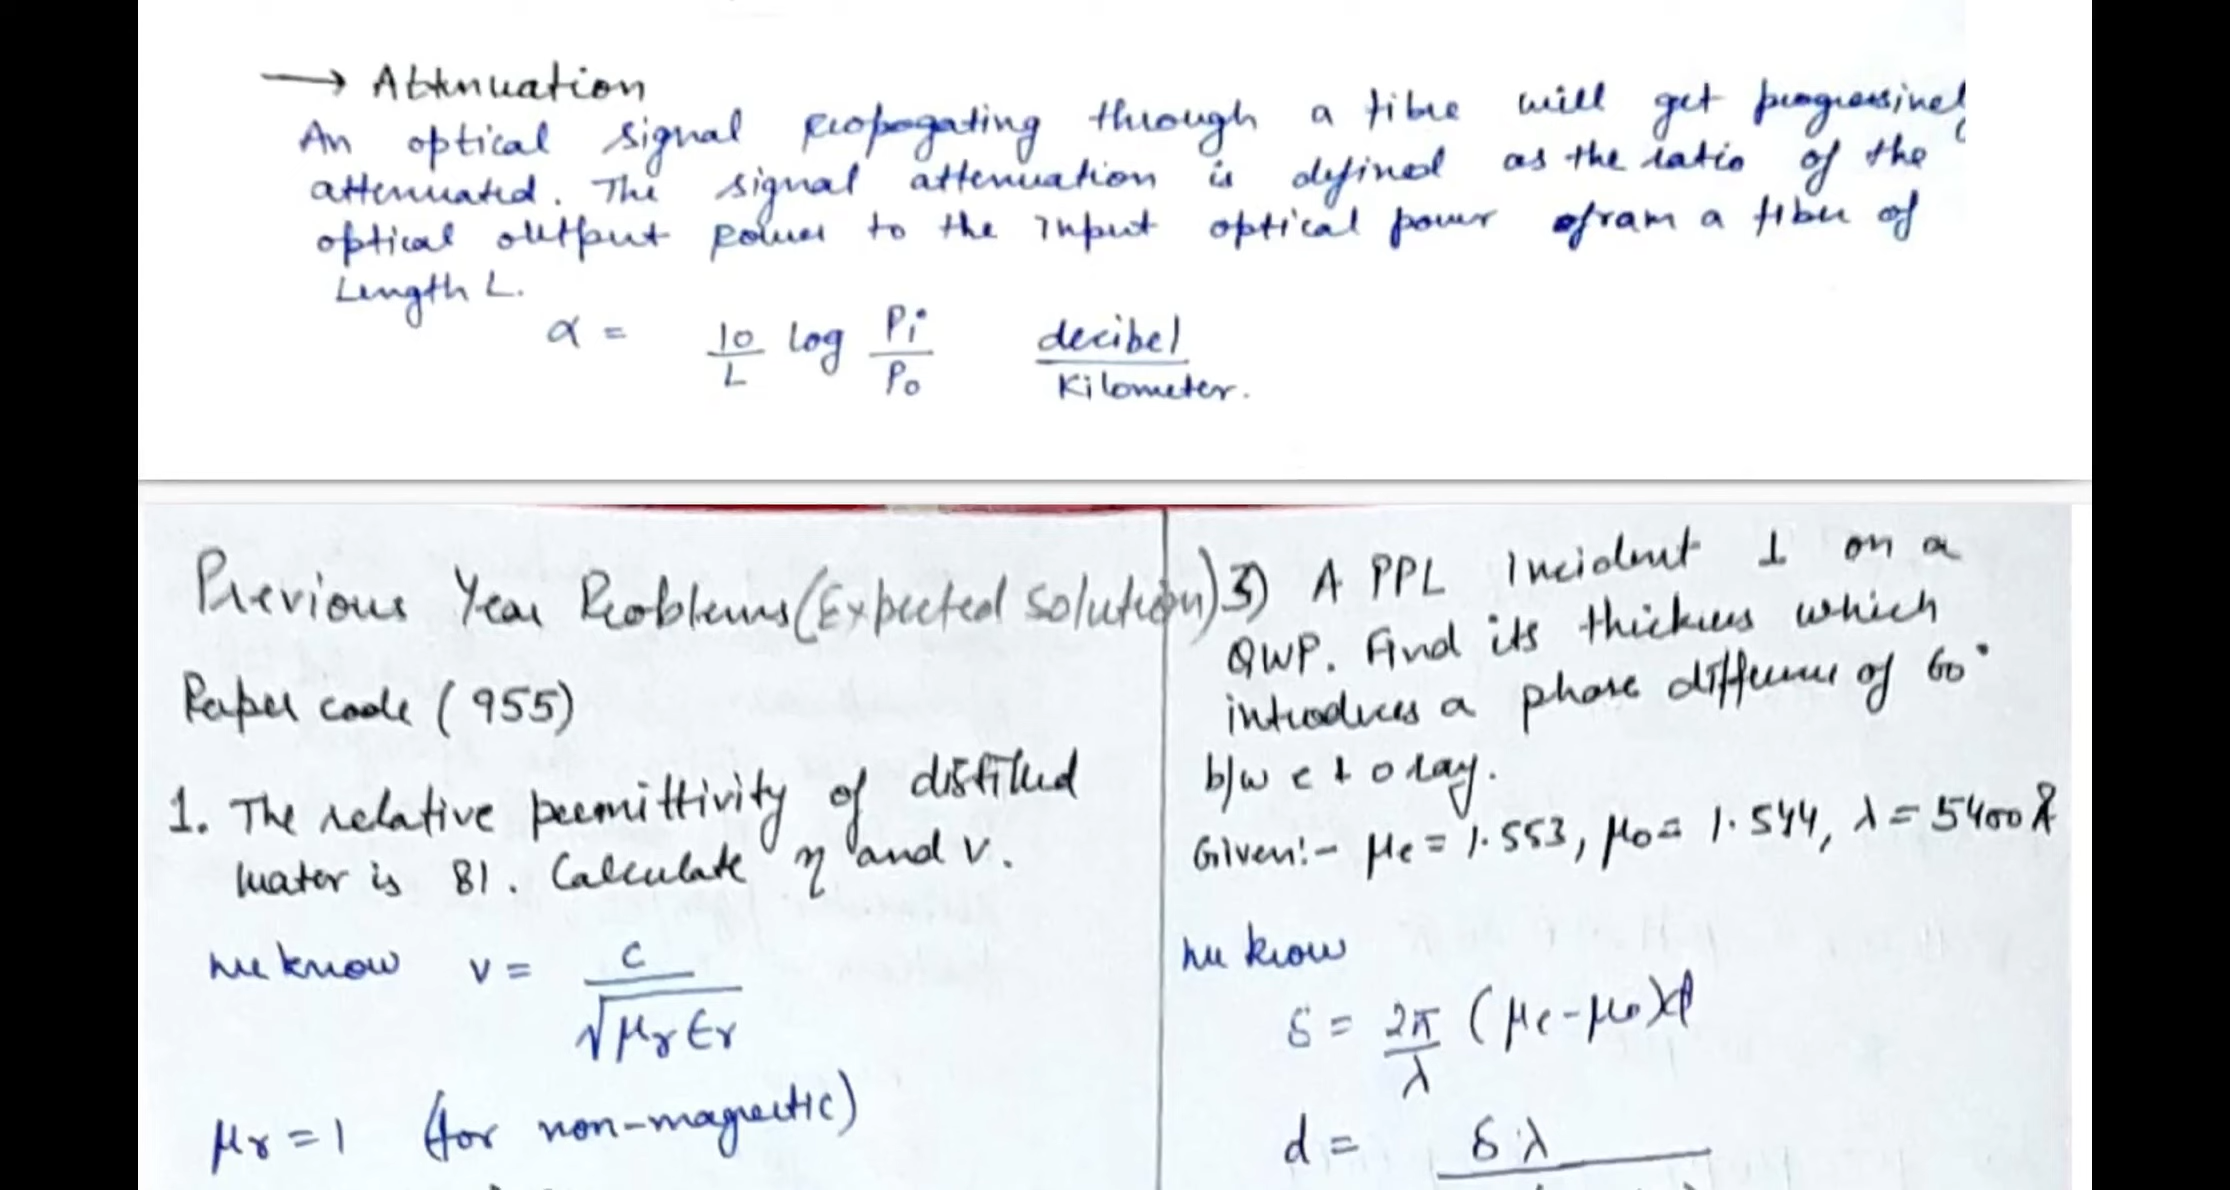 → Attenuation
An optical signal propogating through a fibre will get progressively
attenuated. The signal attenuation is defined as the ratio of the
optical output power to the input optical power from a fiber of
Length L.
α = 10/L log Pi/Po decibel/Kilometer.
Previous Year Problems (Expected solution)
Paper code (955)
1. The relative permittivity of distilled
water is 81. Calculate η and v.
we know v = c/√μr εr
μr = 1 (for non-magnetic)
3) A PPL Incident ⊥ on a
QWP. Find its thickness which
introduces a phase difference of 60°
b/w e & o ray.
Given:- μe = 1.553, μo = 1.544, λ = 5400 Å
we know
δ = 2π/λ (μe - μo)d
d = δλ